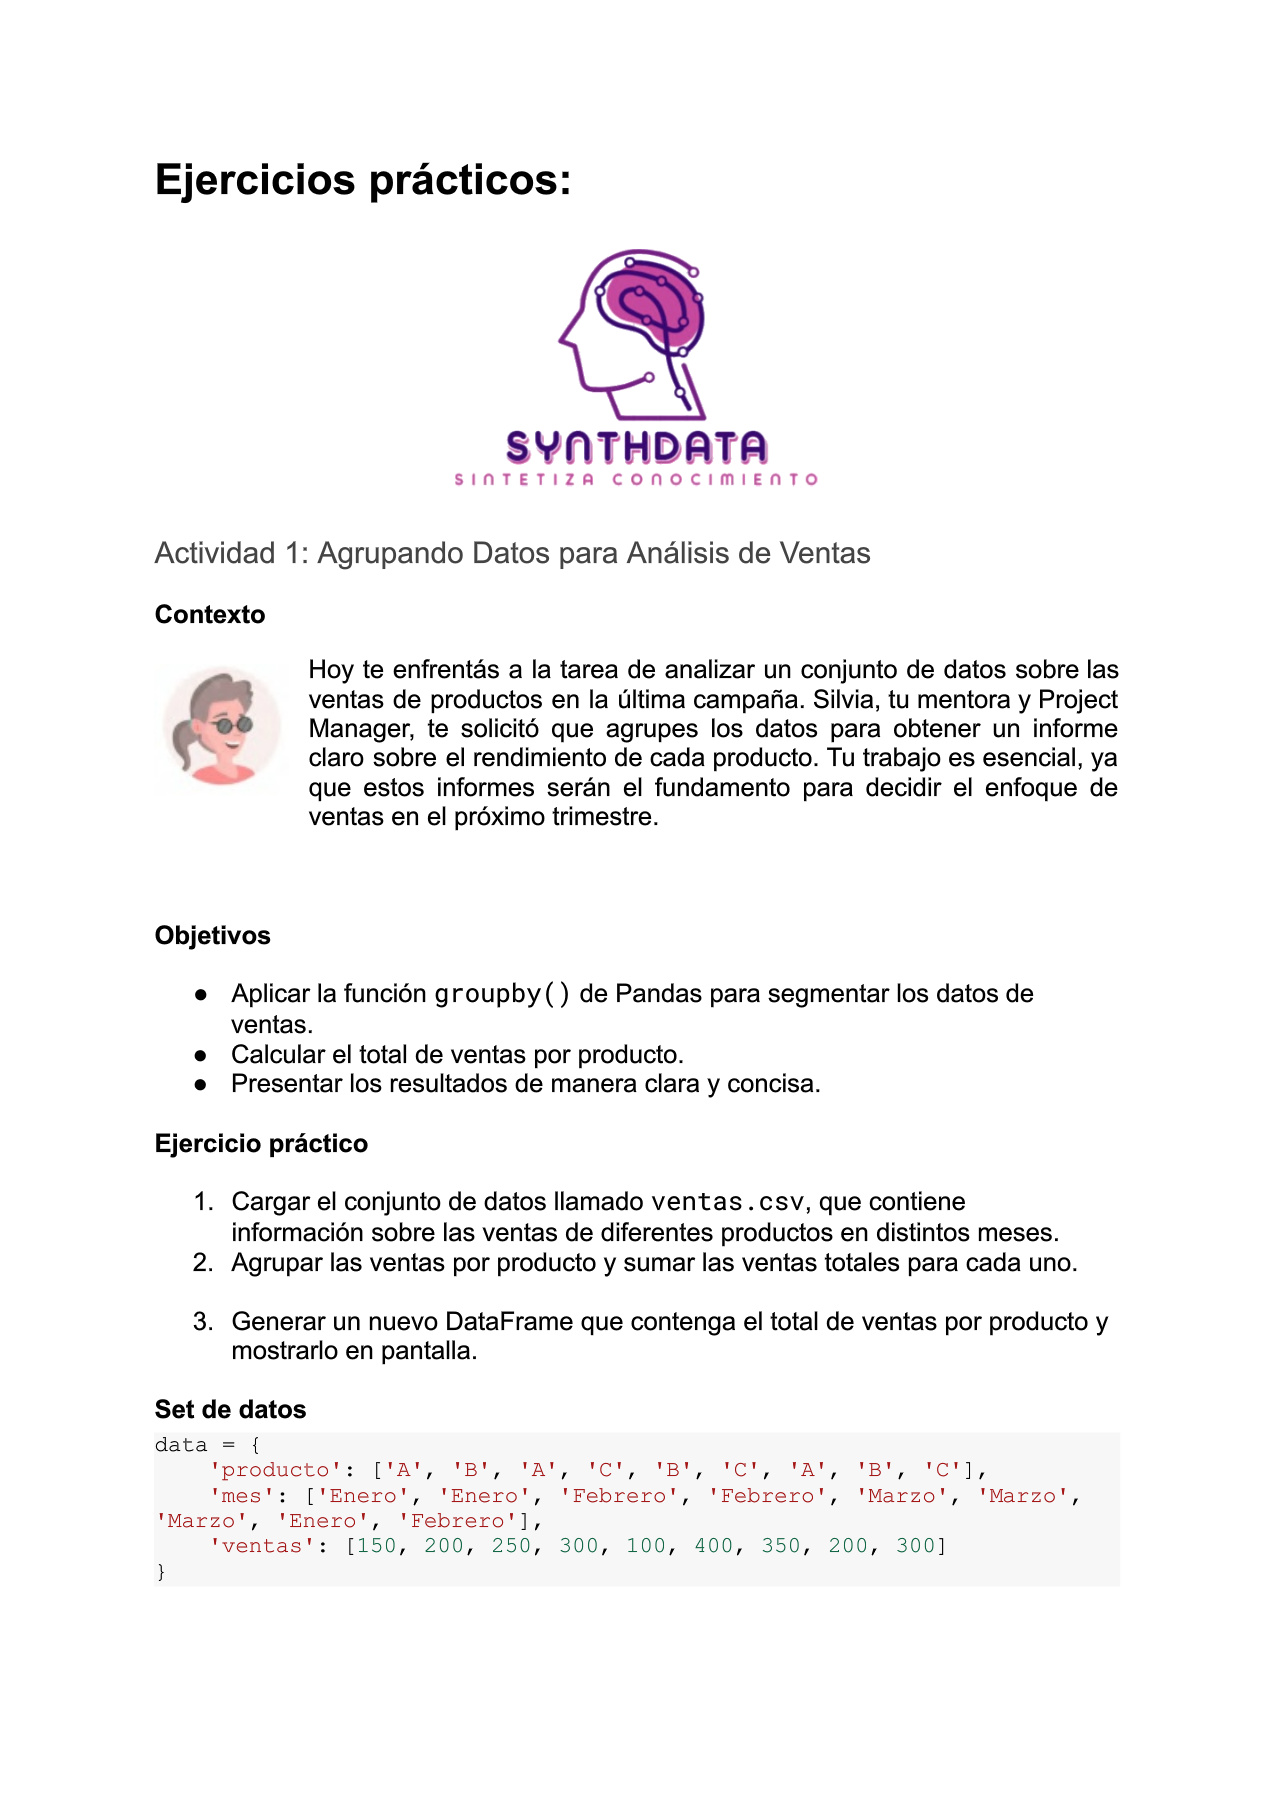 Ejercicios prácticos:
SYNTHDATA
SINTETIZA CONOCIMIENTO
Actividad 1: Agrupando Datos para Análisis de Ventas
Contexto
Hoy te enfrentás a la tarea de analizar un conjunto de datos sobre las
ventas de productos en la última campaña. Silvia, tu mentora y Project
Manager, te solicitó que agrupes los datos para obtener un informe
claro sobre el rendimiento de cada producto. Tu trabajo es esencial, ya
que estos informes serán el fundamento para decidir el enfoque de
ventas en el próximo trimestre.
Objetivos
● Aplicar la función groupby() de Pandas para segmentar los datos de
ventas.
● Calcular el total de ventas por producto.
● Presentar los resultados de manera clara y concisa.
Ejercicio práctico
1. Cargar el conjunto de datos llamado ventas.csv, que contiene
información sobre las ventas de diferentes productos en distintos meses.
2. Agrupar las ventas por producto y sumar las ventas totales para cada uno.
3. Generar un nuevo DataFrame que contenga el total de ventas por producto y
mostrarlo en pantalla.
Set de datos
data = {
    'producto': ['A', 'B', 'A', 'C', 'B', 'C', 'A', 'B', 'C'],
    'mes': ['Enero', 'Enero', 'Febrero', 'Febrero', 'Marzo', 'Marzo',
'Marzo', 'Enero', 'Febrero'],
    'ventas': [150, 200, 250, 300, 100, 400, 350, 200, 300]
}